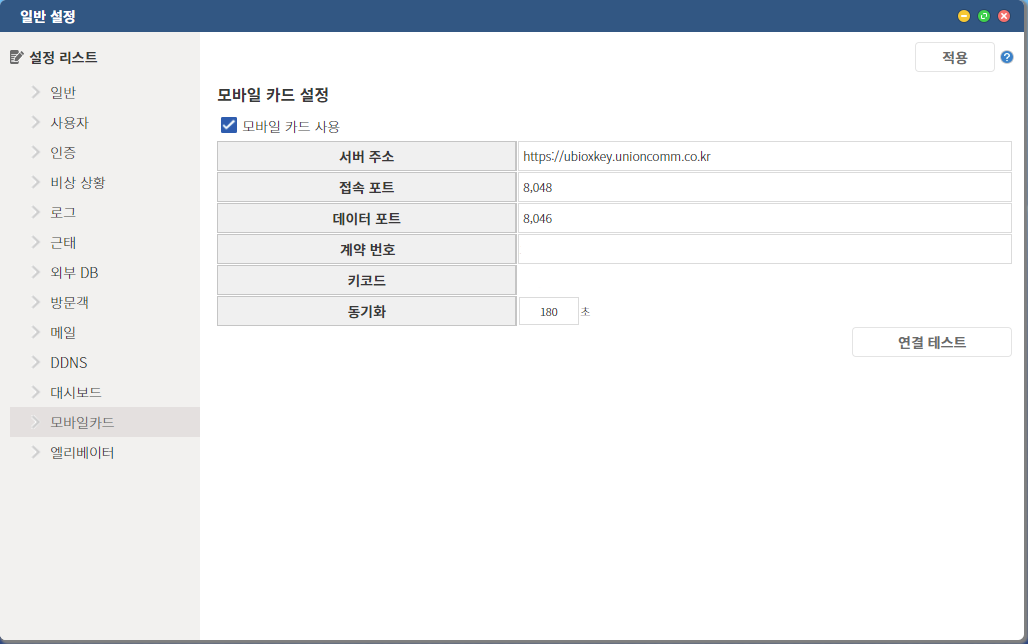 일반 설정
설정 리스트
일반
사용자
인증
비상 상황
로그
근태
외부 DB
방문객
메일
DDNS
대시보드
모바일카드
엘리베이터
적용
?
모바일 카드 설정
모바일 카드 사용
서버 주소 https://ubioxkey.unioncomm.co.kr
접속 포트 8,048
데이터 포트 8,046
계약 번호
키코드
동기화 180 초
연결 테스트